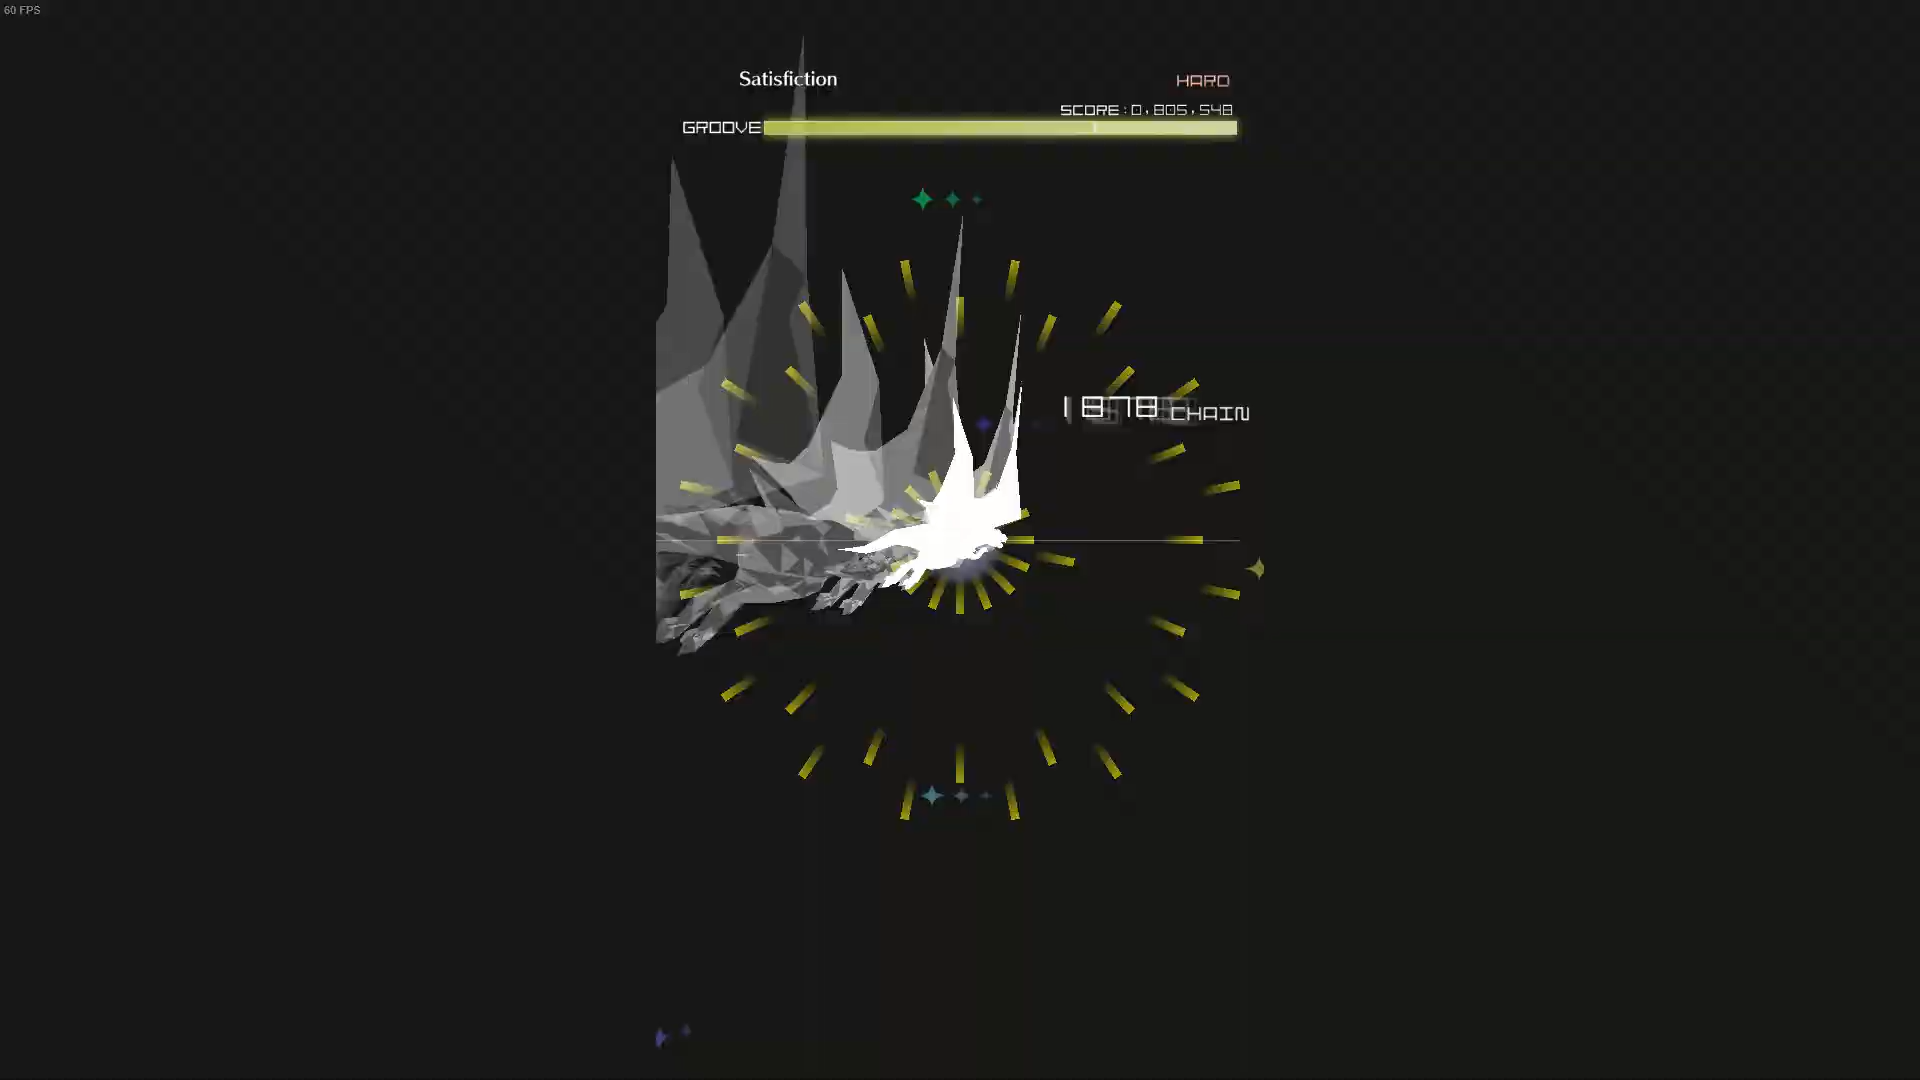 60 FPS
Satisfiction
HARD
SCORE:0,805,548
GROOVE
1878 CHAIN